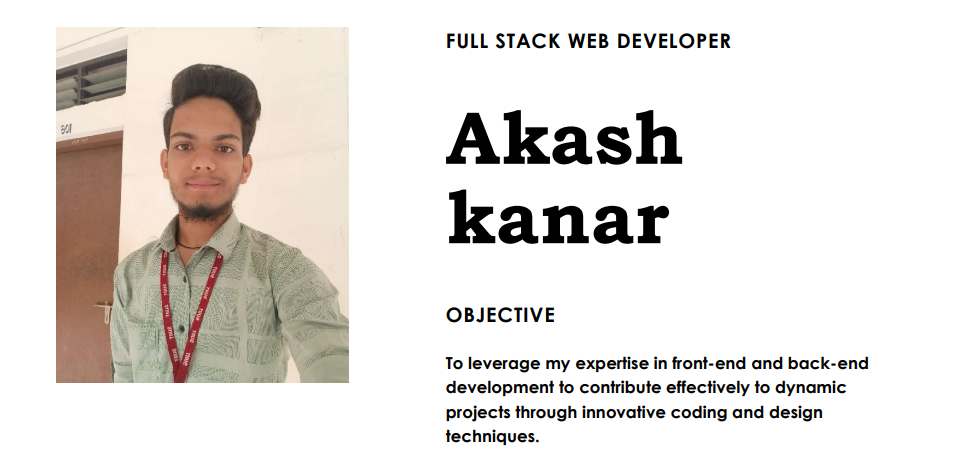 FULL STACK WEB DEVELOPER
Akash
kanar
OBJECTIVE
To leverage my expertise in front-end and back-end
development to contribute effectively to dynamic
projects through innovative coding and design
techniques.